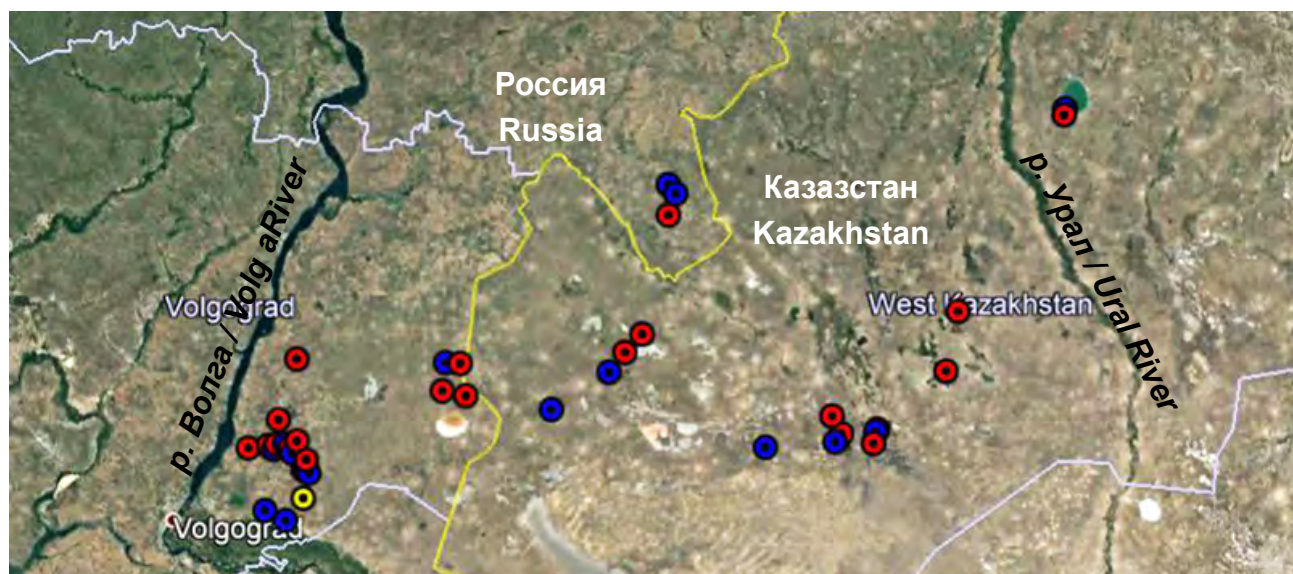 Россия
Russia
Казазстан
Kazakhstan
р. Волга / Volg aRiver
р. Урал / Ural River
Volgograd
West Kazakhstan
Volgograd